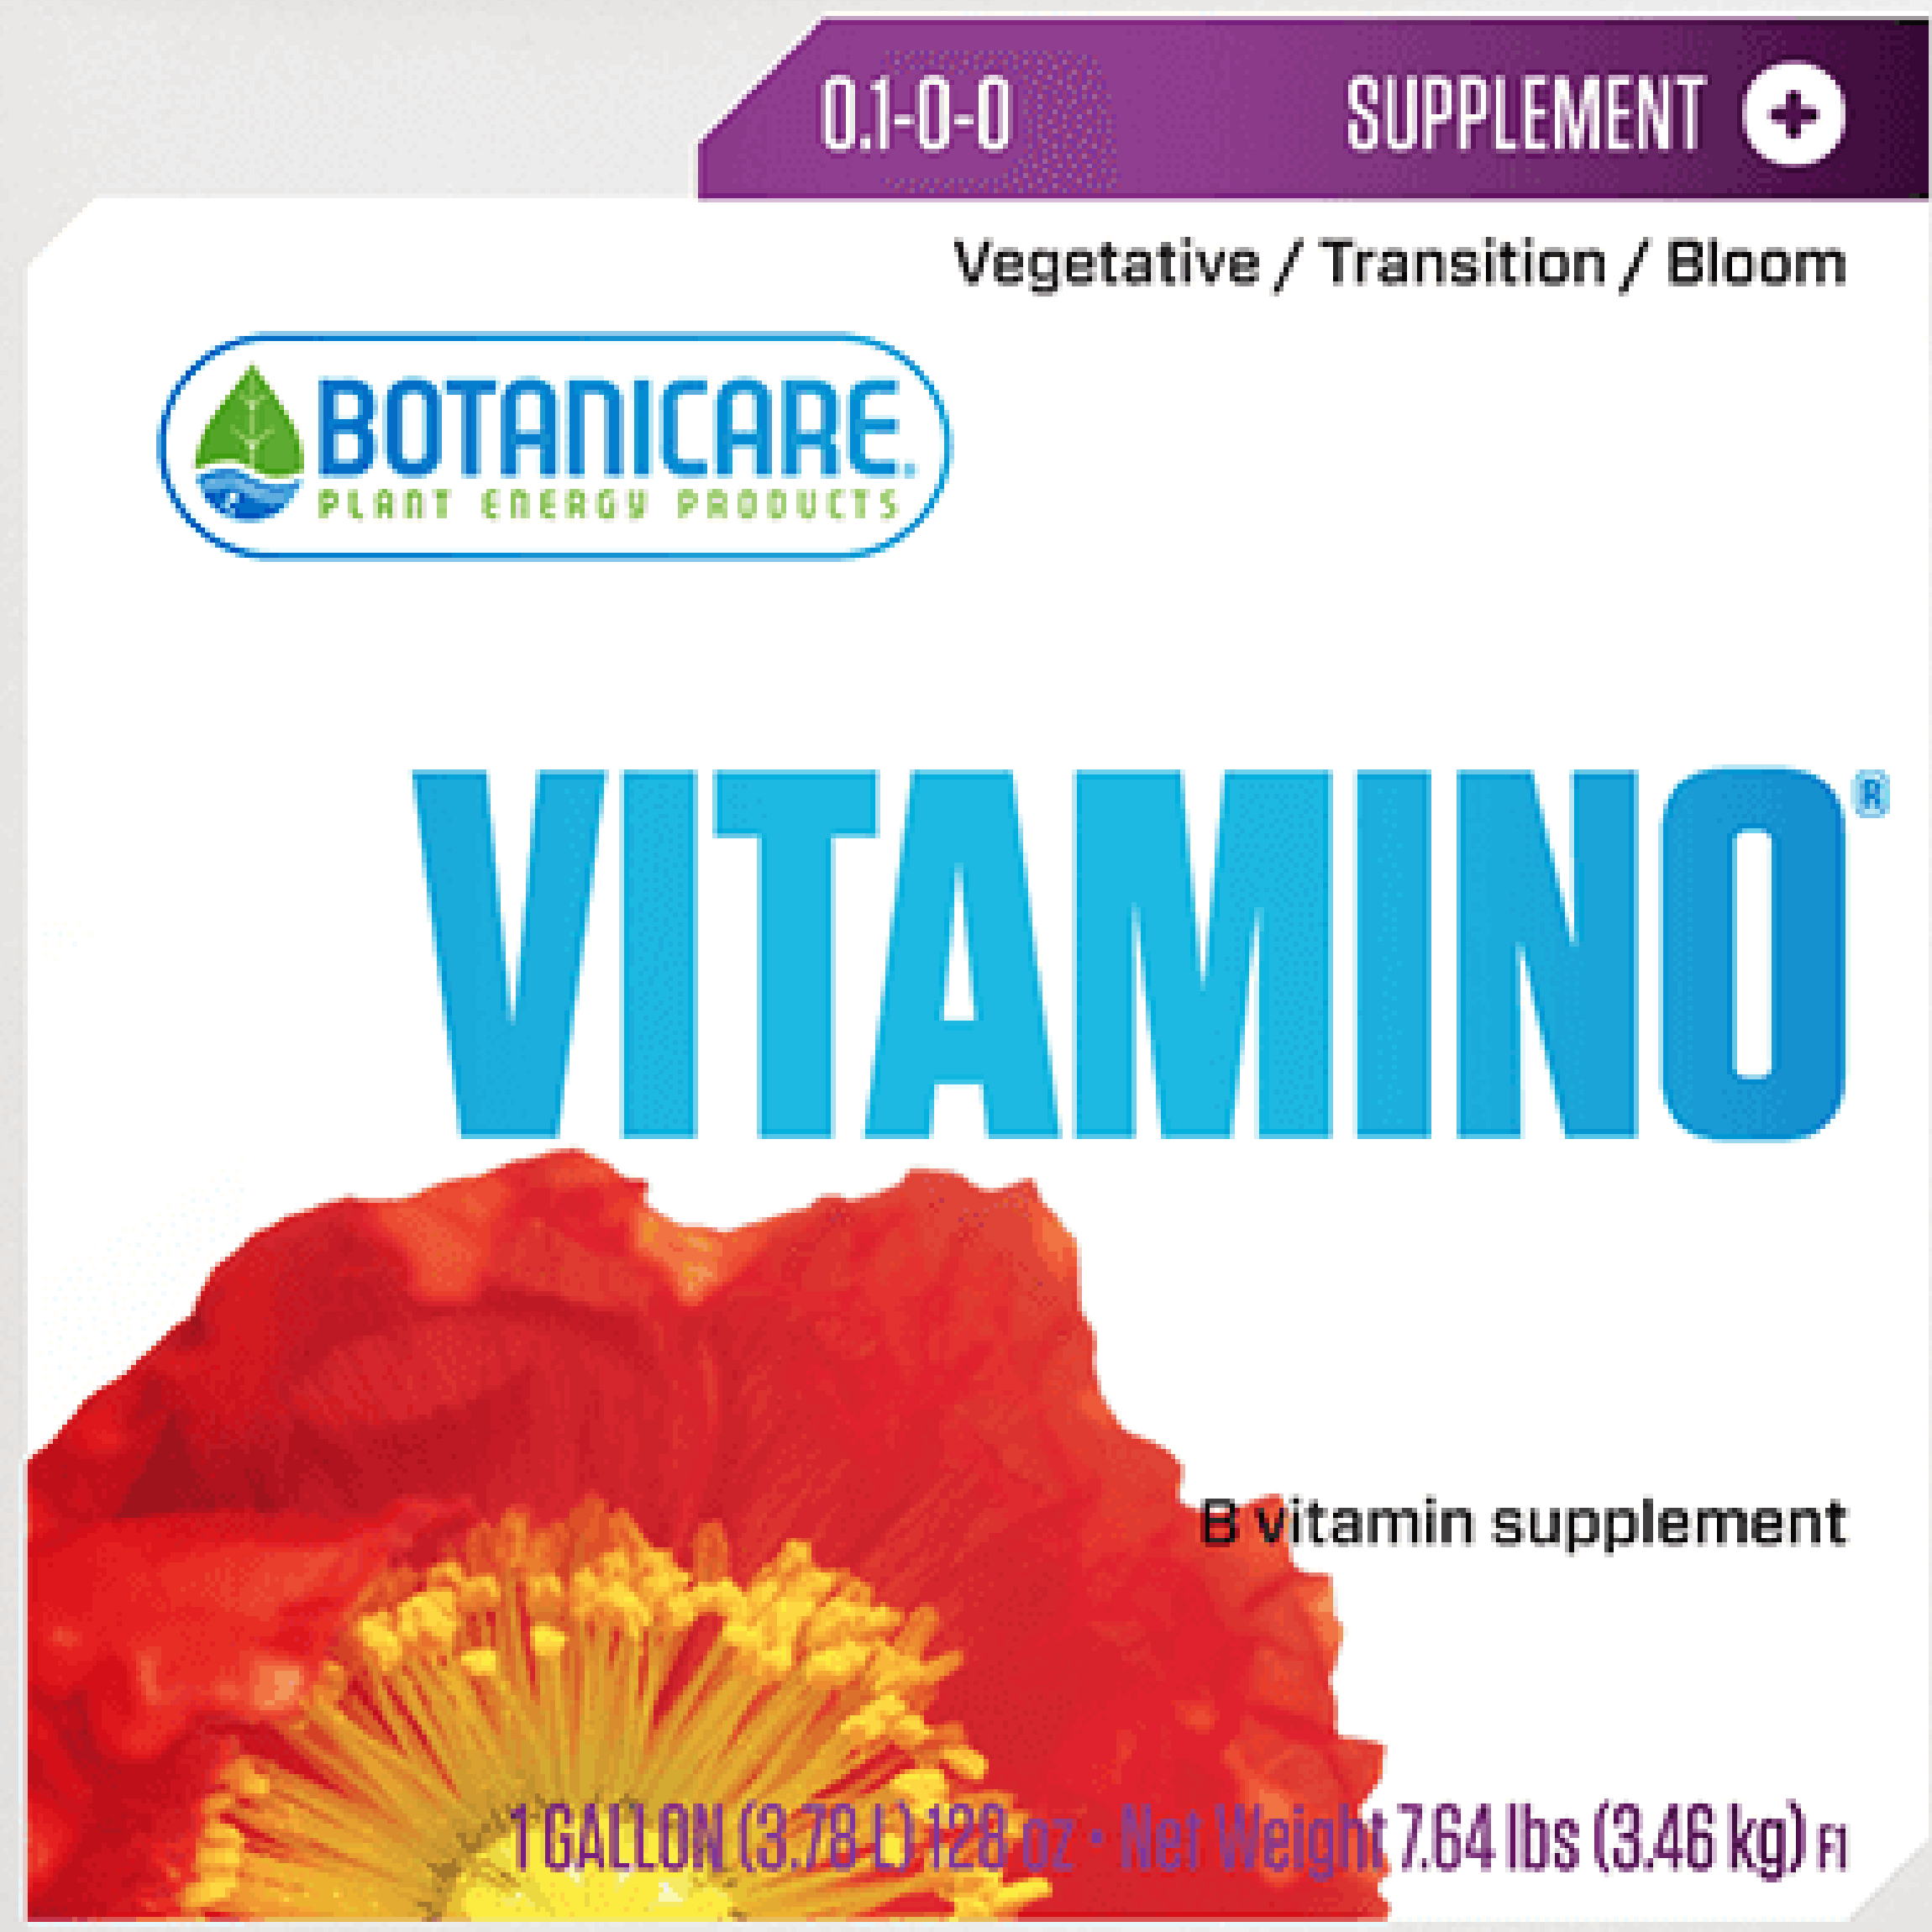 0.1-0-0 SUPPLEMENT
Vegetative / Transition / Bloom
BOTANICARE.
PLANT ENERGY PRODUCTS
VITAMINO®
B vitamin supplement
1 GALLON (3.78 L) 128 oz • Net Weight 7.64 lbs (3.46 kg) F1